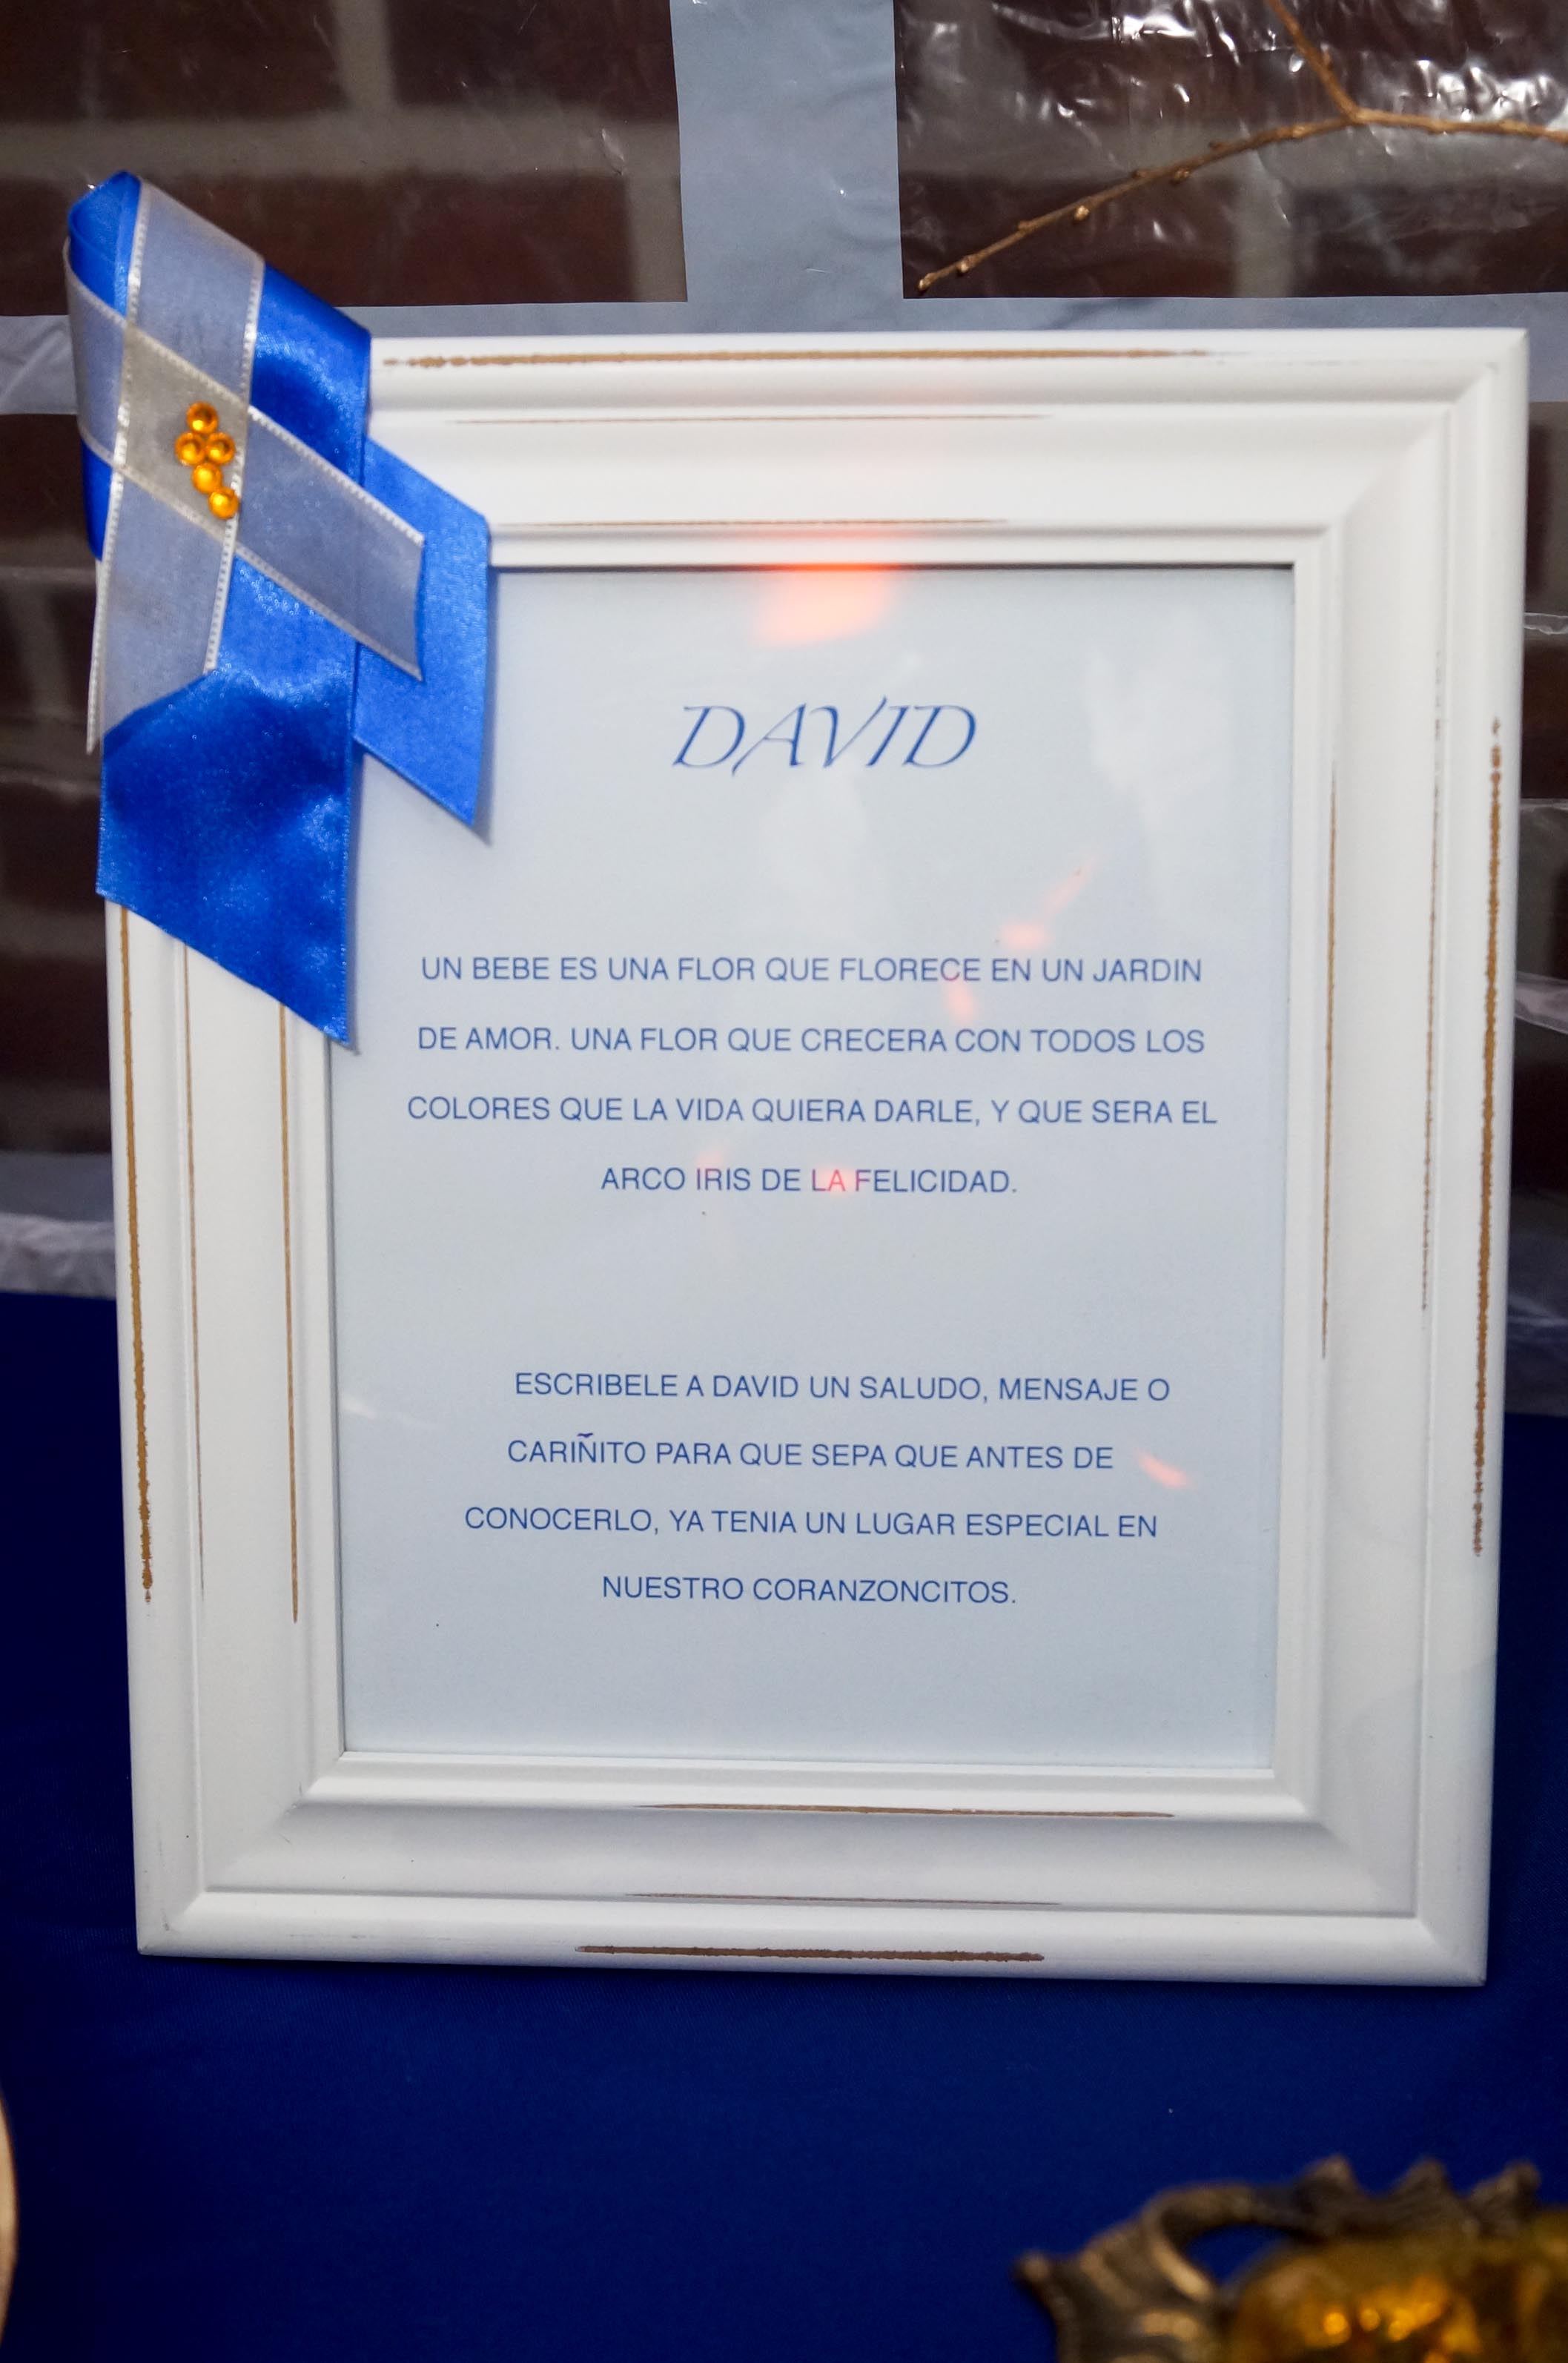 DAVID
UN BEBE ES UNA FLOR QUE FLORECE EN UN JARDIN
DE AMOR. UNA FLOR QUE CRECERA CON TODOS LOS
COLORES QUE LA VIDA QUIERA DARLE, Y QUE SERA EL
ARCO IRIS DE LA FELICIDAD.
ESCRIBELE A DAVID UN SALUDO, MENSAJE O
CARIÑITO PARA QUE SEPA QUE ANTES DE
CONOCERLO, YA TENIA UN LUGAR ESPECIAL EN
NUESTRO CORANZONCITOS.